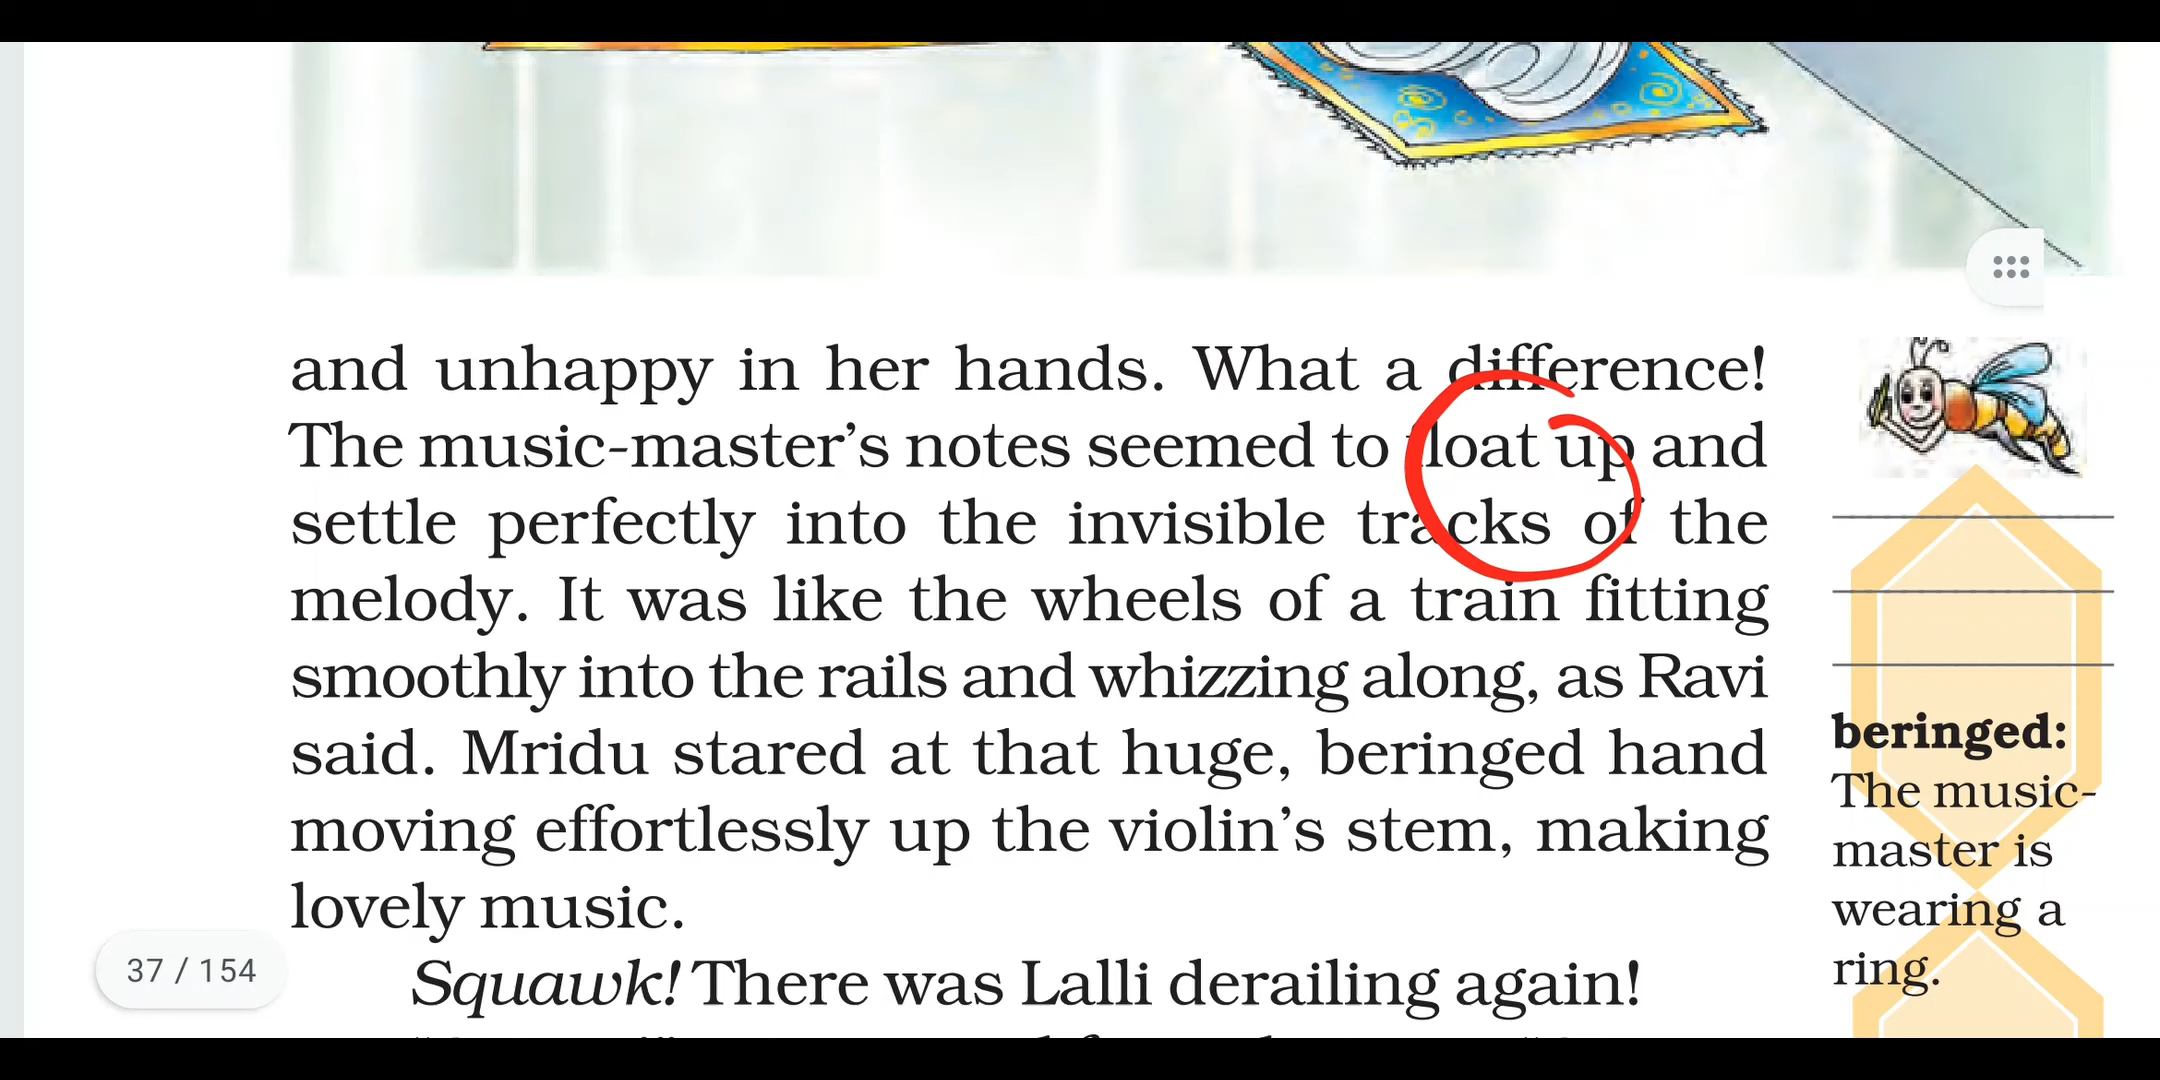 and unhappy in her hands. What a difference!
The music-master’s notes seemed to float up and
settle perfectly into the invisible tracks of the
melody. It was like the wheels of a train fitting
smoothly into the rails and whizzing along, as Ravi
said. Mridu stared at that huge, beringed hand
moving effortlessly up the violin’s stem, making
lovely music.
Squawk! There was Lalli derailing again!
beringed:
The music-
master is
wearing a
ring.
37 / 154